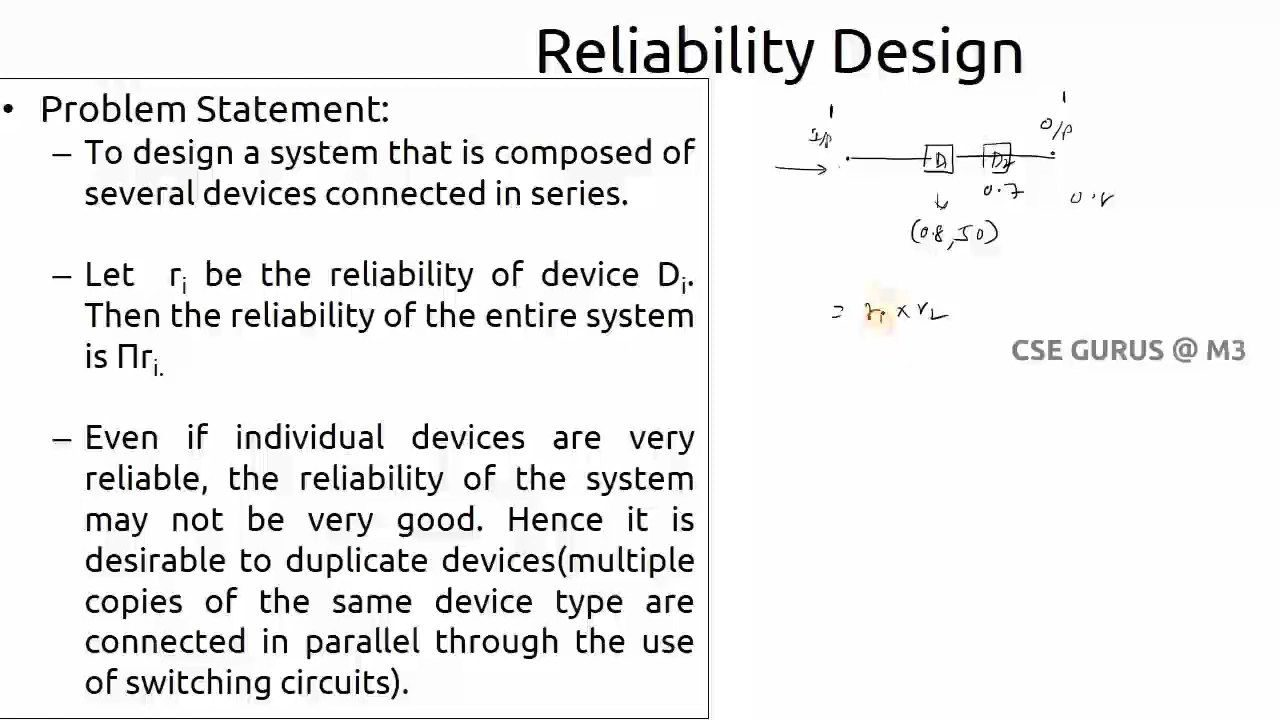 Reliability Design
• Problem Statement:
– To design a system that is composed of
several devices connected in series.
– Let ri be the reliability of device Di.
Then the reliability of the entire system
is Πri.
– Even if individual devices are very
reliable, the reliability of the system
may not be very good. Hence it is
desirable to duplicate devices(multiple
copies of the same device type are
connected in parallel through the use
of switching circuits).
I/P
O/P
D1 D2
0.7
(0.8, 50)
= r1 × r2
CSE GURUS @ M3